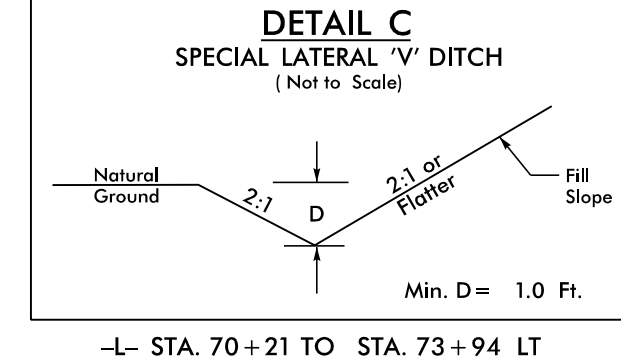 DETAIL C
SPECIAL LATERAL 'V' DITCH
( Not to Scale)
Natural
Ground
2:1
D
2:1 or
Flatter
Fill
Slope
Min. D= 1.0 Ft.
-L- STA. 70+21 TO STA. 73+94 LT